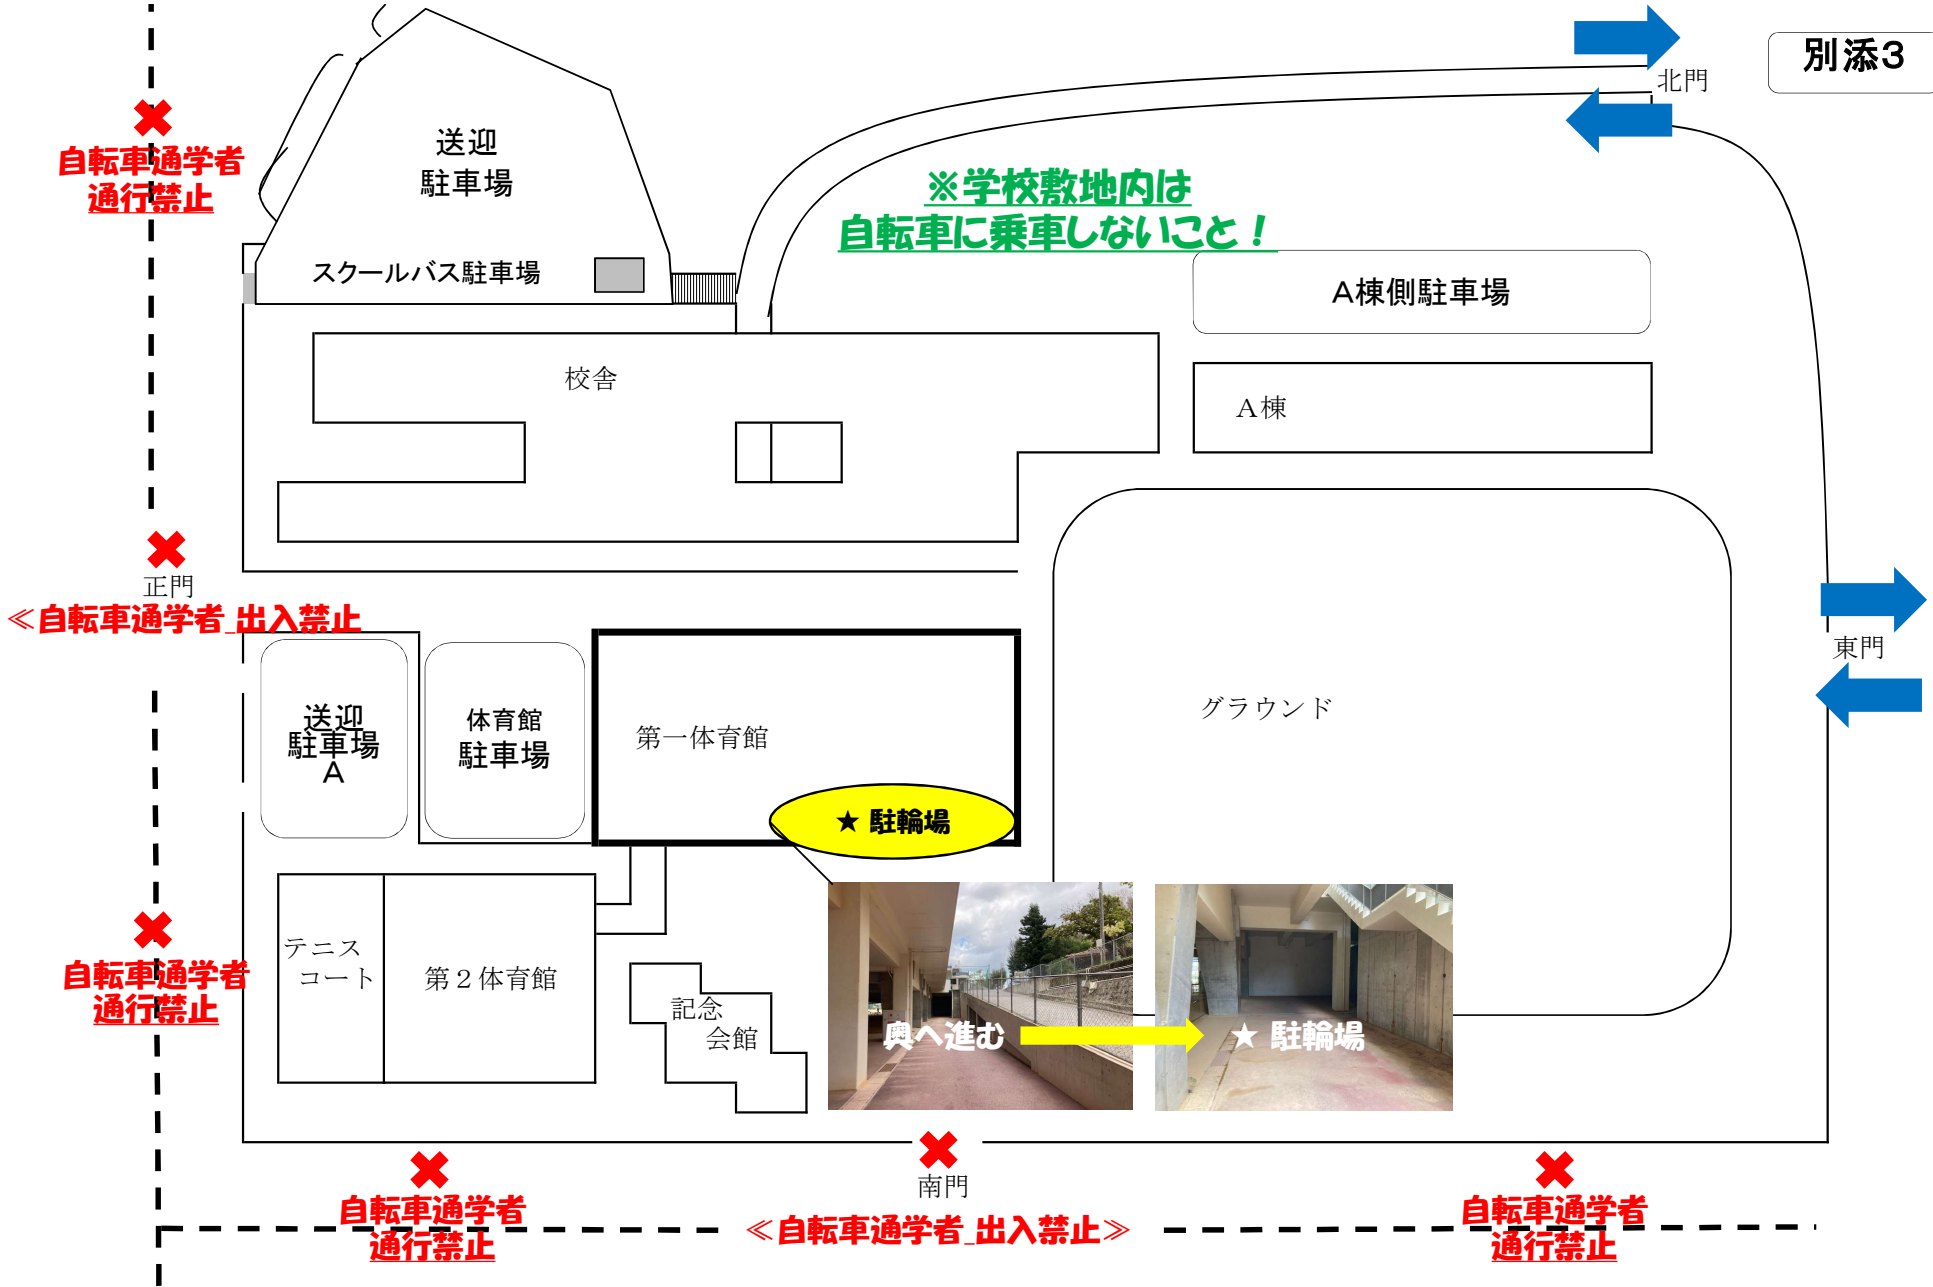 別添3
北門
自転車通学者
通行禁止
送迎
駐車場
※学校敷地内は
自転車に乗車しないこと！
スクールバス駐車場
A棟側駐車場
校舎
A棟
正門
≪自転車通学者_出入禁止
東門
送迎
駐車場
A
体育館
駐車場
第一体育館
グラウンド
★ 駐輪場
テニス
コート
第２体育館
記念
会館
自転車通学者
通行禁止
奥へ進む
★ 駐輪場
南門
自転車通学者
通行禁止
≪自転車通学者_出入禁止≫
自転車通学者
通行禁止